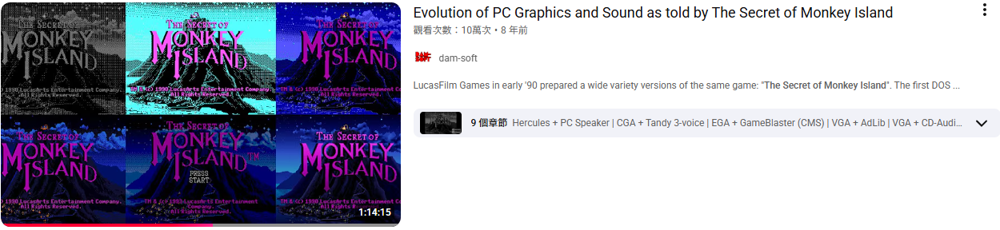 THE SECRET OF
MONKEY
ISLAND
1990 LucasArts Entertainment Company.
All Rights Reserved.
THE SECRET OF
MONKEY
ISLAND
TM & (c) 1990 LucasArts Entertainment
All Rights Reserved.
THE SECRET OF
MONKEY
ISLAND
& (c) 1990 LucasArts Entertainment
All Rights Reserved.
THE SECRET OF
MONKEY
ISLAND
1990 LucasArts Entertainment Company.
All Rights Reserved.
THE SECRET OF
MONKEY
ISLAND™
PRESS
START
LucasArts Entertainment
All Rights Reserved.
THE SECRET OF
MONKEY
ISLAND
1990 LucasArts Entertainment Company.
All Rights
1:14:15
Evolution of PC Graphics and Sound as told by The Secret of Monkey Island
觀看次數：10萬次 • 8 年前
dam-soft
LucasFilm Games in early '90 prepared a wide variety versions of the same game: "The Secret of Monkey Island". The first DOS ...
9 個章節 Hercules + PC Speaker | CGA + Tandy 3-voice | EGA + GameBlaster (CMS) | VGA + AdLib | VGA + CD-Audi...